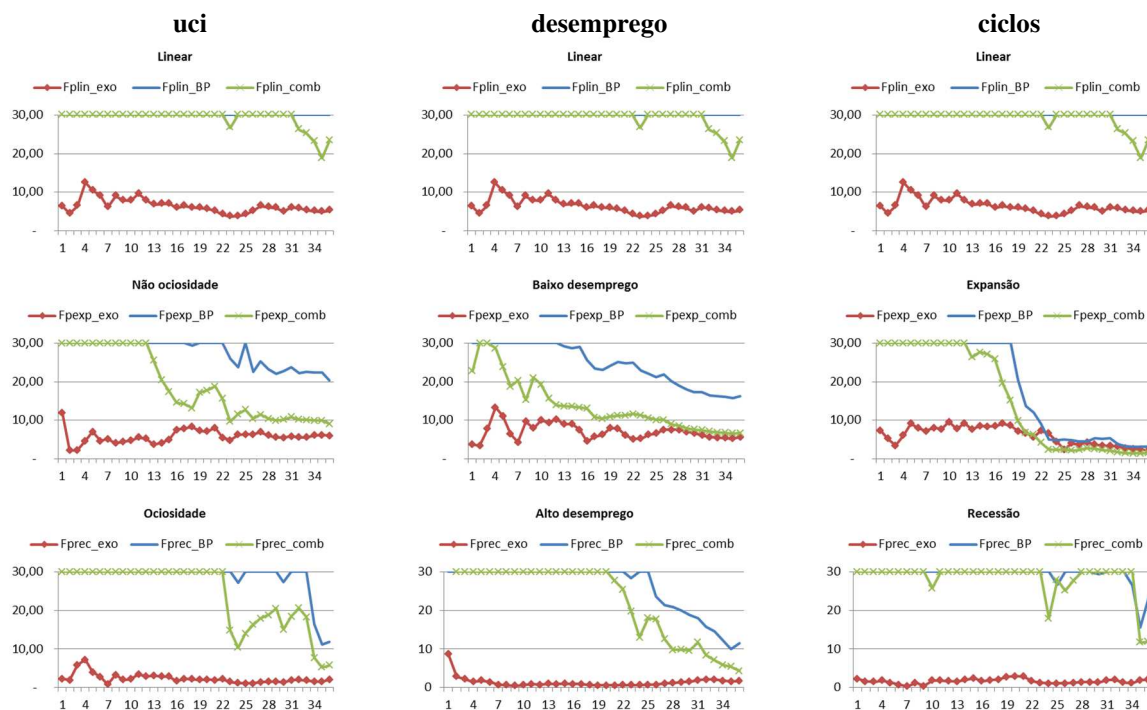 uci desemprego ciclos
Linear Linear Linear
Fplin_exo Fplin_BP Fplin_comb Fplin_exo Fplin_BP Fplin_comb Fplin_exo Fplin_BP Fplin_comb
30,00 30,00 30,00
20,00 20,00 20,00
10,00 10,00 10,00
- - -
1 4 7 10 13 16 19 22 25 28 31 34 1 4 7 10 13 16 19 22 25 28 31 34 1 4 7 10 13 16 19 22 25 28 31 34
Não ociosidade Baixo desemprego Expansão
Fpexp_exo Fpexp_BP Fpexp_comb Fpexp_exo Fpexp_BP Fpexp_comb Fpexp_exo Fpexp_BP Fpexp_comb
30,00 30,00 30,00
20,00 20,00 20,00
10,00 10,00 10,00
- - -
1 4 7 10 13 16 19 22 25 28 31 34 1 4 7 10 13 16 19 22 25 28 31 34 1 4 7 10 13 16 19 22 25 28 31 34
Ociosidade Alto desemprego Recessão
Fprec_exo Fprec_BP Fprec_comb Fprec_exo Fprec_BP Fprec_comb Fprec_exo Fprec_BP Fprec_comb
30,00 30 30
20,00 20 20
10,00 10 10
- 0 0
1 4 7 10 13 16 19 22 25 28 31 34 1 4 7 10 13 16 19 22 25 28 31 34 1 4 7 10 13 16 19 22 25 28 31 34